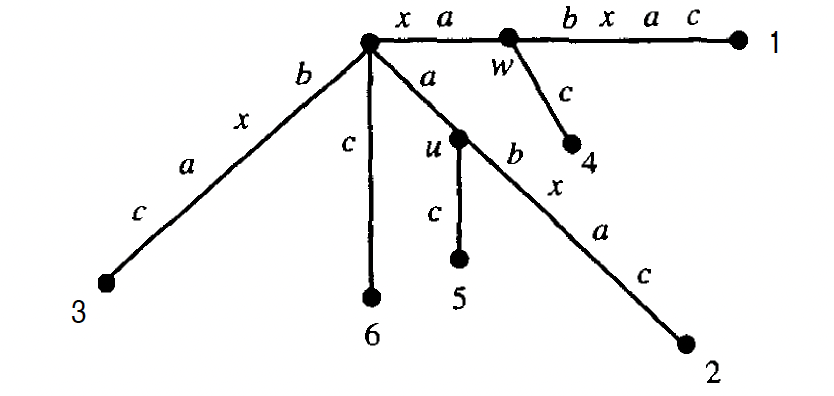 x a b x a c 1
w
b a c
x c u b 4
a x
c c a
3 5 c
6 2